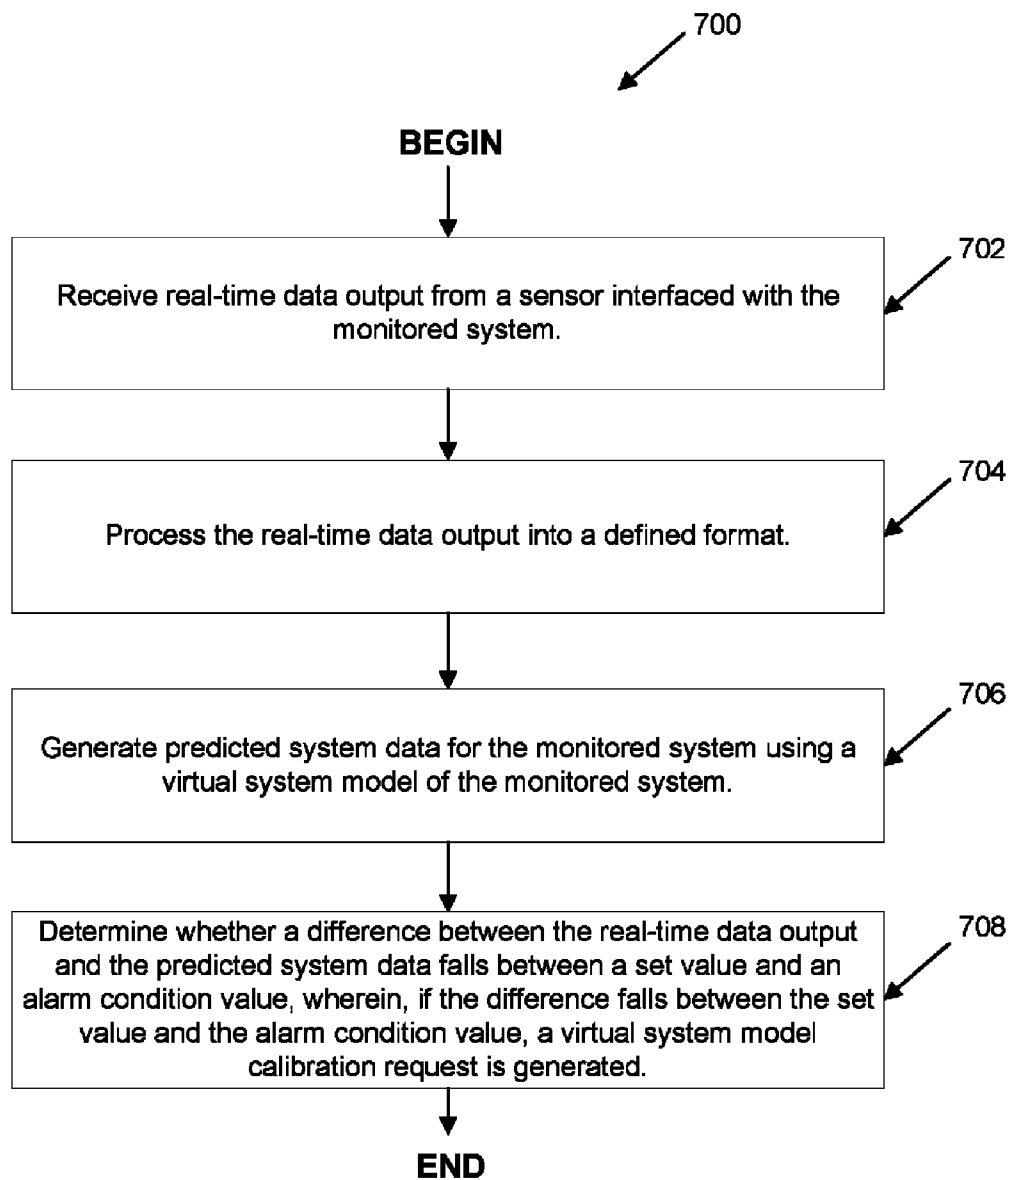 700
BEGIN
702
Receive real-time data output from a sensor interfaced with the
monitored system.
704
Process the real-time data output into a defined format.
706
Generate predicted system data for the monitored system using a
virtual system model of the monitored system.
708
Determine whether a difference between the real-time data output
and the predicted system data falls between a set value and an
alarm condition value, wherein, if the difference falls between the set
value and the alarm condition value, a virtual system model
calibration request is generated.
END